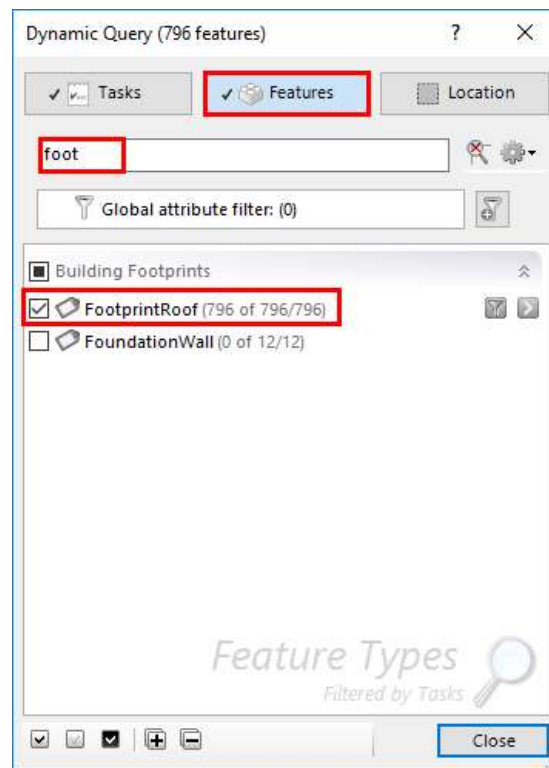 Dynamic Query (796 features) ?
Tasks Features Location
foot
Global attribute filter: (0)
Building Footprints
FootprintRoof (796 of 796/796)
FoundationWall (0 of 12/12)
Feature Types
Filtered by Tasks
Close